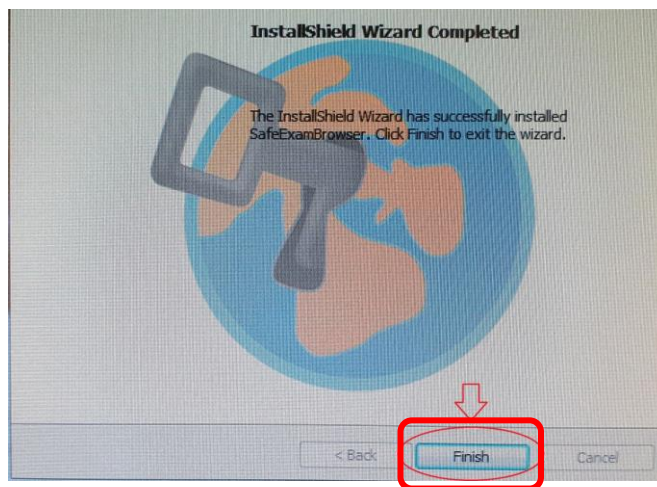 InstallShield Wizard Completed
The InstallShield Wizard has successfully installed
SafeExamBrowser. Click Finish to exit the wizard.
< Back
Finish
Cancel